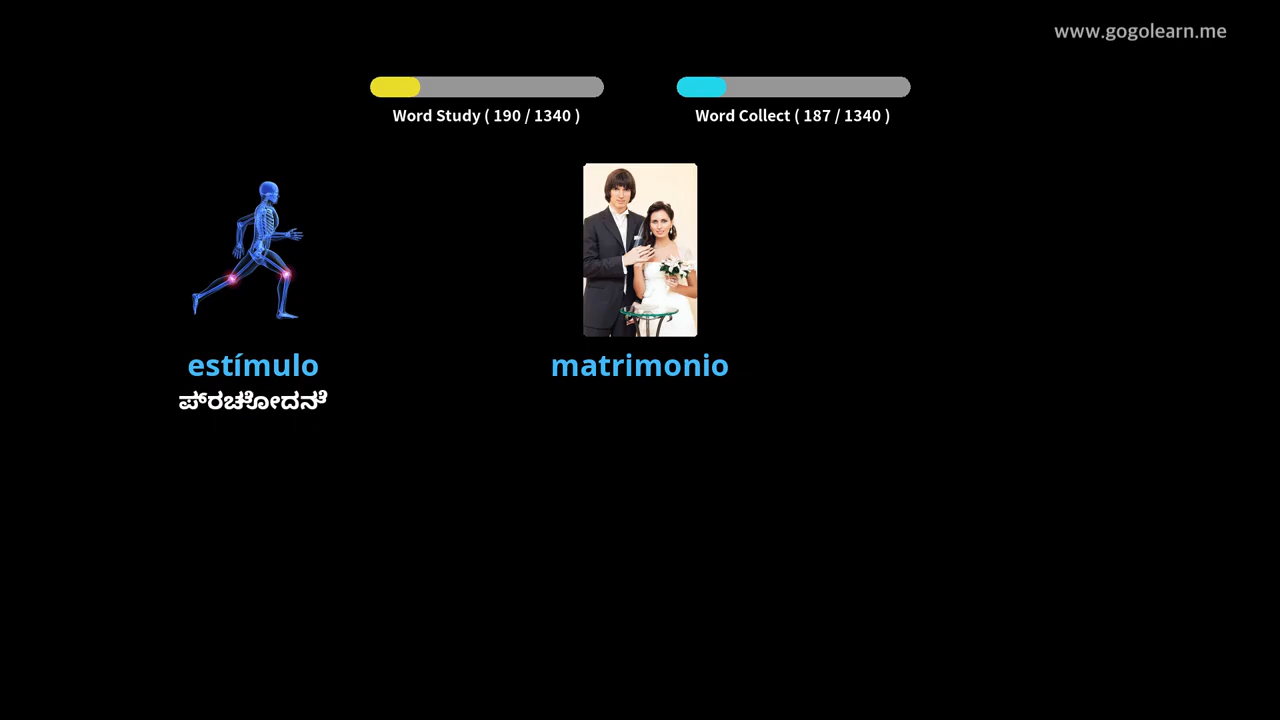 www.gogolearn.me
Word Study ( 190 / 1340 )
Word Collect ( 187 / 1340 )
estímulo
ಪ್ರಚೋದನೆ
matrimonio